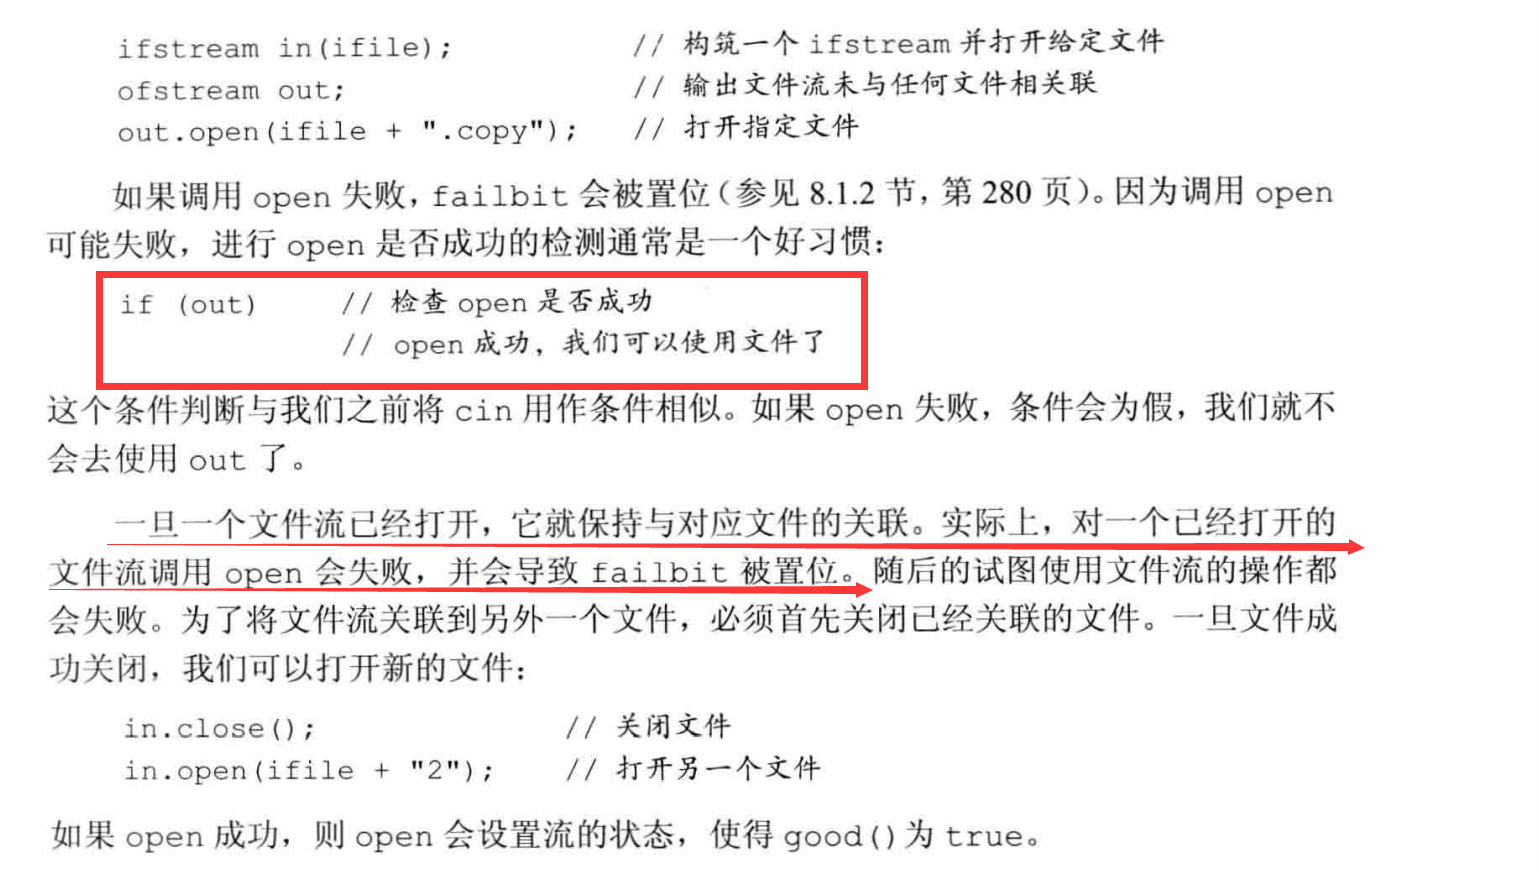 ifstream in(ifile); // 构筑一个 ifstream 并打开给定文件
ofstream out; // 输出文件流未与任何文件相关联
out.open(ifile + ".copy"); // 打开指定文件
如果调用 open 失败，failbit 会被置位（参见 8.1.2 节，第 280 页）。因为调用 open
可能失败，进行 open 是否成功的检测通常是一个好习惯：
if (out) // 检查 open 是否成功
// open 成功，我们可以使用文件了
这个条件判断与我们之前将 cin 用作条件相似。如果 open 失败，条件会为假，我们就不
会去使用 out 了。
一旦一个文件流已经打开，它就保持与对应文件的关联。实际上，对一个已经打开的
文件流调用 open 会失败，并会导致 failbit 被置位。随后的试图使用文件流的操作都
会失败。为了将文件流关联到另外一个文件，必须首先关闭已经关联的文件。一旦文件成
功关闭，我们可以打开新的文件：
in.close(); // 关闭文件
in.open(ifile + "2"); // 打开另一个文件
如果 open 成功，则 open 会设置流的状态，使得 good()为 true。